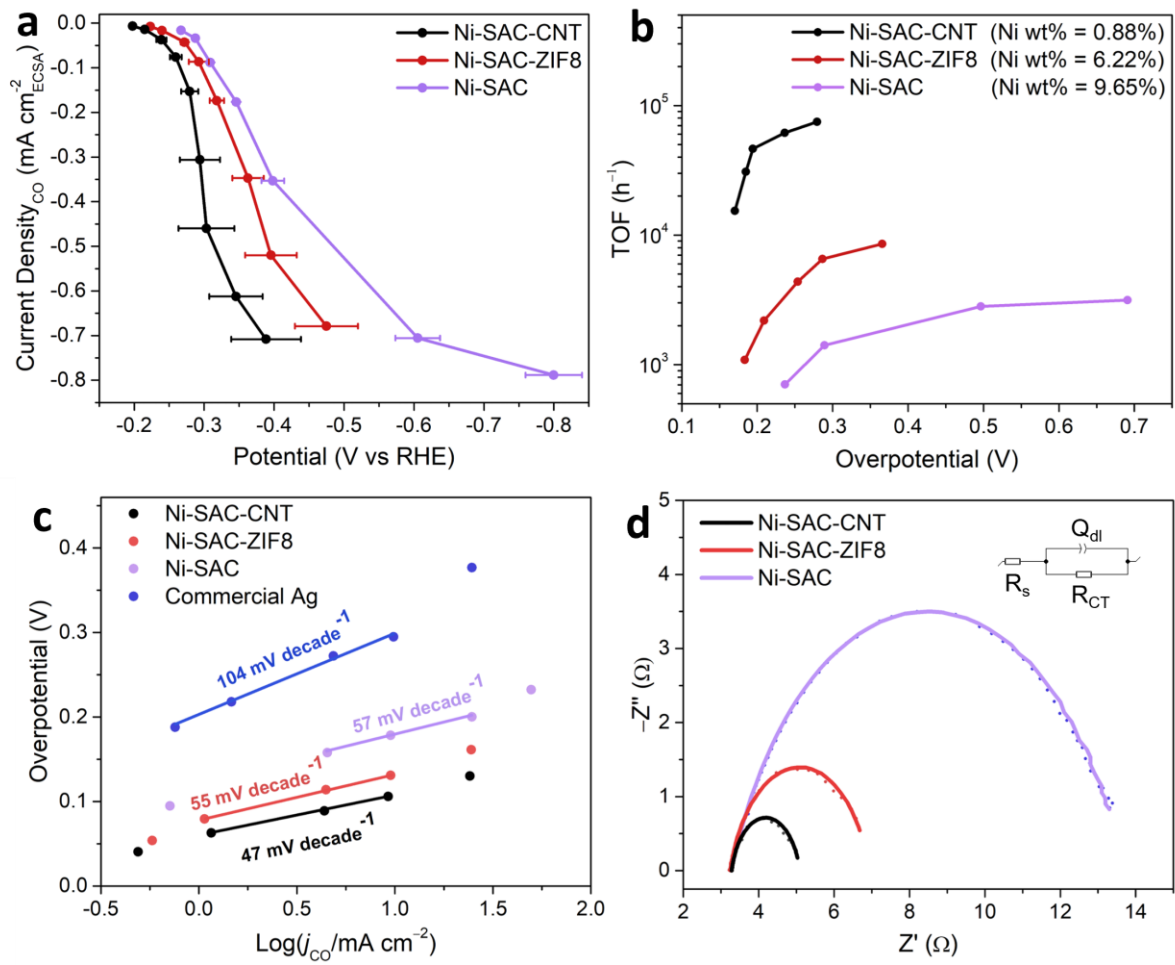 a
Ni-SAC-CNT
Ni-SAC-ZIF8
Ni-SAC
0.0
-0.1
-0.2
-0.3
-0.4
-0.5
-0.6
-0.7
-0.8
Current Density_CO (mA cm⁻²_ECSA)
-0.2 -0.3 -0.4 -0.5 -0.6 -0.7 -0.8
Potential (V vs RHE)
b
Ni-SAC-CNT (Ni wt% = 0.88%)
Ni-SAC-ZIF8 (Ni wt% = 6.22%)
Ni-SAC (Ni wt% = 9.65%)
10⁵
10⁴
10³
TOF (h⁻¹)
0.1 0.2 0.3 0.4 0.5 0.6 0.7
Overpotential (V)
c
Ni-SAC-CNT
Ni-SAC-ZIF8
Ni-SAC
Commercial Ag
104 mV decade⁻¹
57 mV decade⁻¹
55 mV decade⁻¹
47 mV decade⁻¹
0.4
0.3
0.2
0.1
0.0
Overpotential (V)
-0.5 0.0 0.5 1.0 1.5 2.0
Log(j_CO/mA cm⁻²)
d
Ni-SAC-CNT
Ni-SAC-ZIF8
Ni-SAC
Q_dl
R_s
R_CT
5
4
3
2
1
0
-Z" (Ω)
2 4 6 8 10 12 14
Z' (Ω)